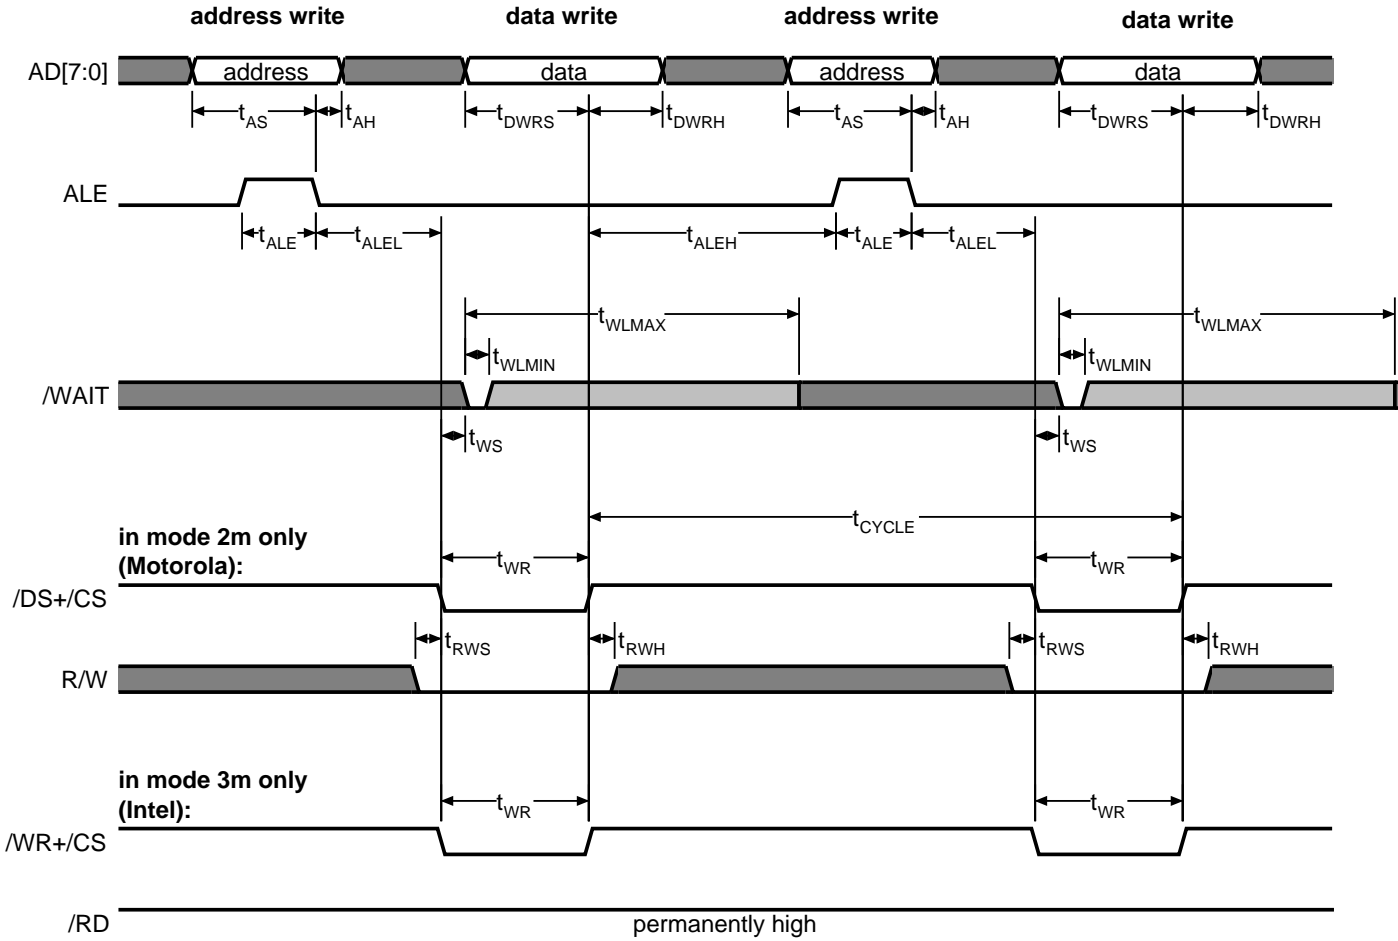 address write data write address write data write
AD[7:0] address data address data
tAS tAH tDWRS tDWRH tAS tAH tDWRS tDWRH
ALE
tALE tALEL tALEH tALE tALEL
tWLMAX tWLMAX
tWLMIN tWLMIN
/WAIT
tWS tWS
tCYCLE
in mode 2m only
(Motorola):
tWR tWR
/DS+/CS
tRWS tRWH tRWS tRWH
R/W
in mode 3m only
(Intel):
tWR tWR
/WR+/CS
/RD permanently high